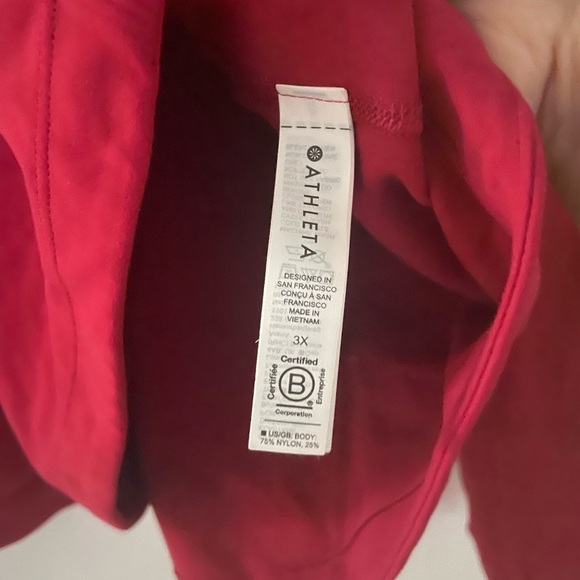 ATHLETA
DESIGNED IN
SAN FRANCISCO
CONÇU À SAN
FRANCISCO
MADE IN
VIETNAM
3X
Certified
Certifiée
B
®
Entreprise
Corporation
■ US/GB: BODY:
75% NYLON, 25%